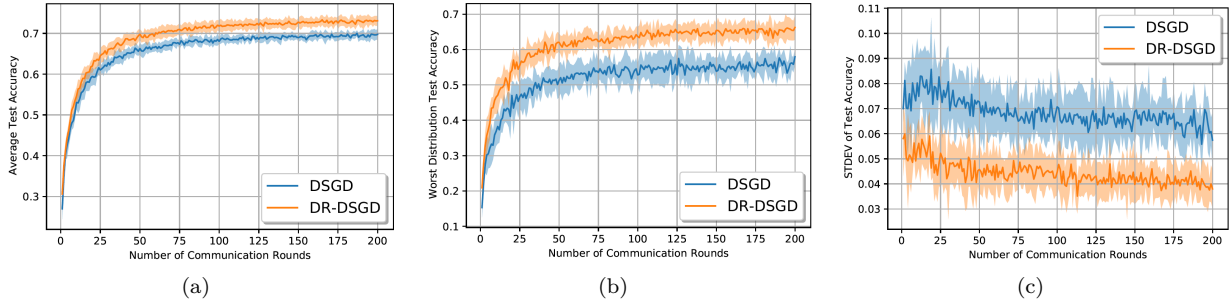 Average Test Accuracy
0.7
0.6
0.5
0.4
0.3
0 25 50 75 100 125 150 175 200
Number of Communication Rounds
DSGD
DR-DSGD
(a)
Worst Distribution Test Accuracy
0.7
0.6
0.5
0.4
0.3
0.2
0.1
0 25 50 75 100 125 150 175 200
Number of Communication Rounds
DSGD
DR-DSGD
(b)
STDEV of Test Accuracy
0.11
0.10
0.09
0.08
0.07
0.06
0.05
0.04
0.03
0 25 50 75 100 125 150 175 200
Number of Communication Rounds
DSGD
DR-DSGD
(c)